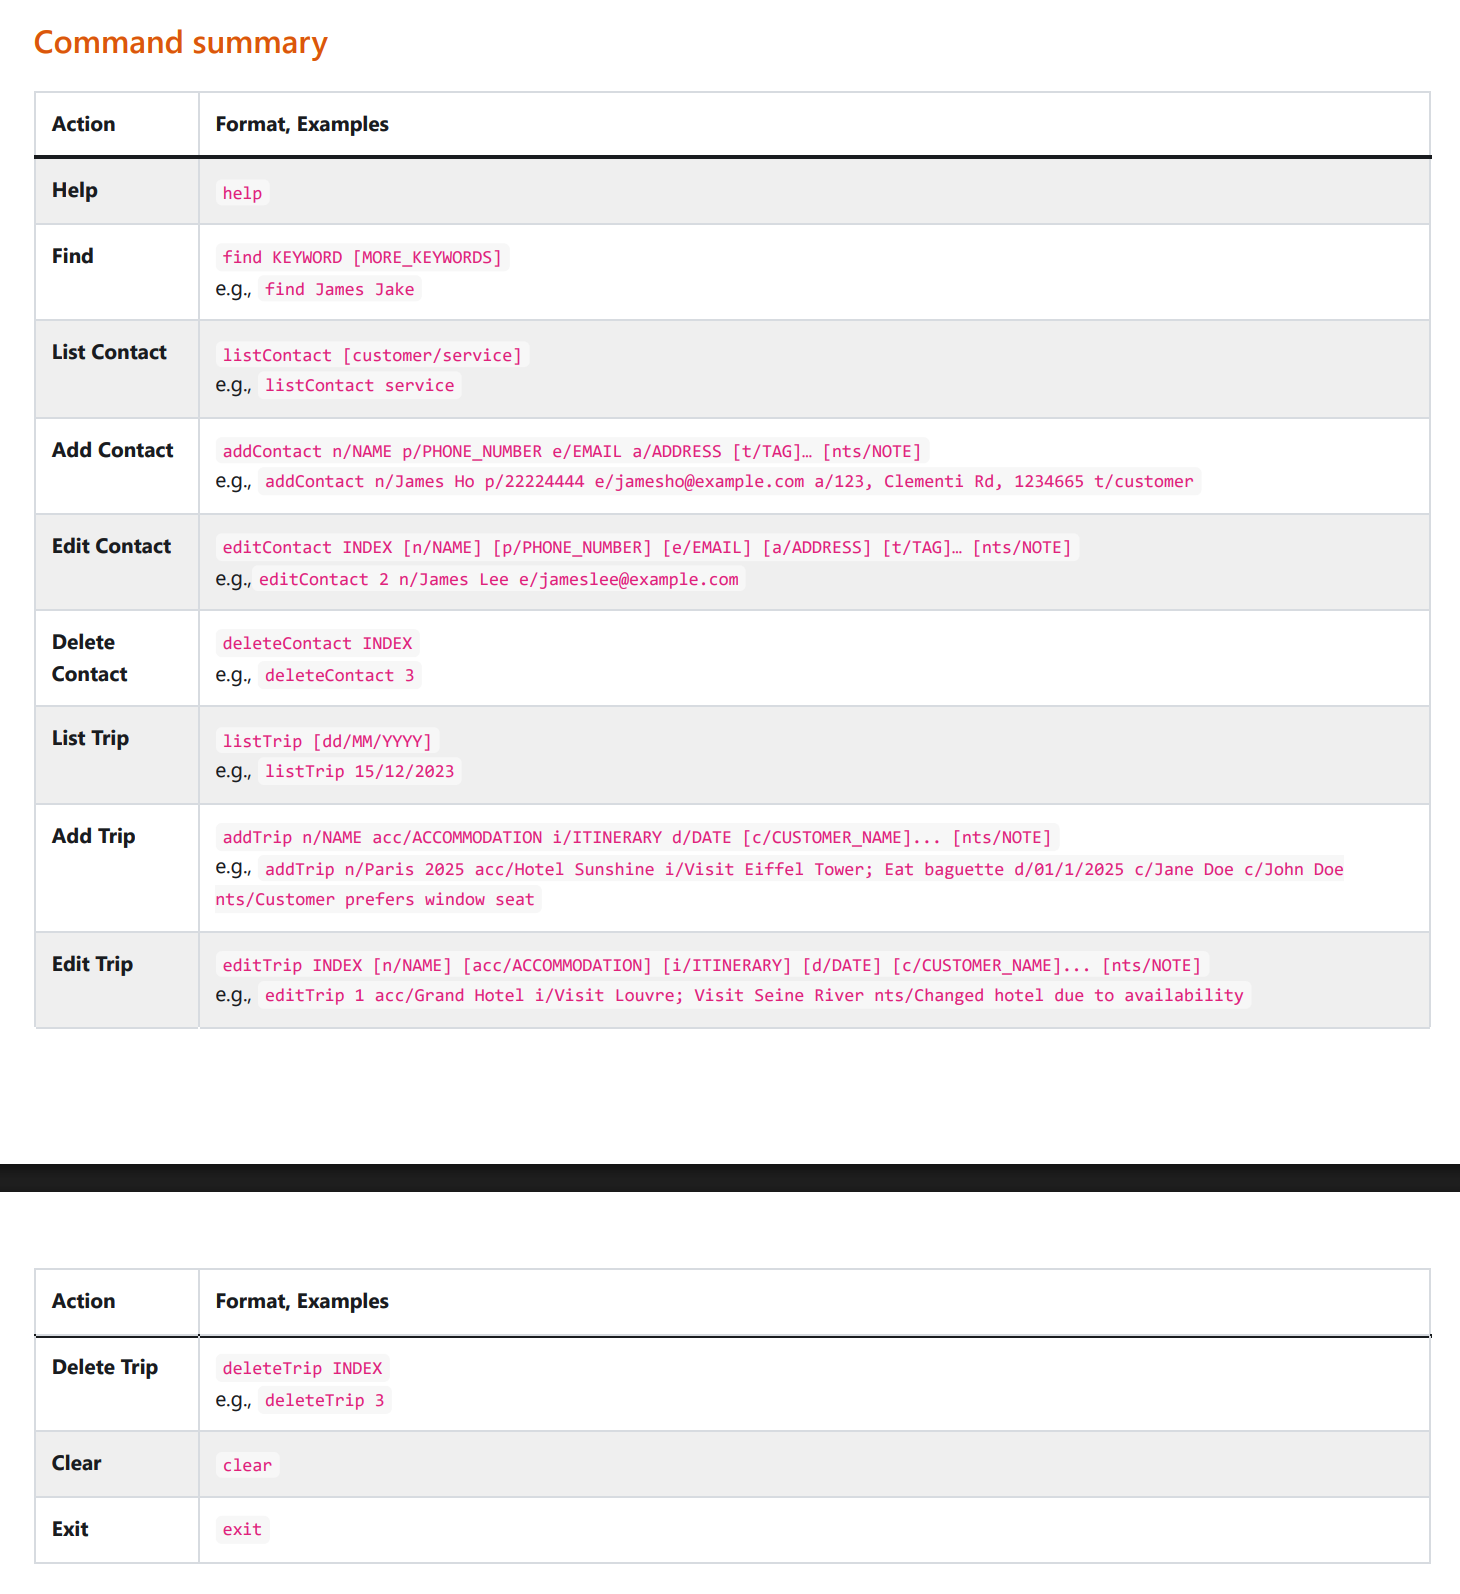 Command summary
Action Format, Examples
Help help
Find find KEYWORD [MORE_KEYWORDS]
e.g., find James Jake
List Contact listContact [customer/service]
e.g., listContact service
Add Contact addContact n/NAME p/PHONE_NUMBER e/EMAIL a/ADDRESS [t/TAG]… [nts/NOTE]
e.g., addContact n/James Ho p/22224444 e/jamesho@example.com a/123, Clementi Rd, 1234665 t/customer
Edit Contact editContact INDEX [n/NAME] [p/PHONE_NUMBER] [e/EMAIL] [a/ADDRESS] [t/TAG]… [nts/NOTE]
e.g., editContact 2 n/James Lee e/jameslee@example.com
Delete deleteContact INDEX
Contact e.g., deleteContact 3
List Trip listTrip [dd/MM/YYYY]
e.g., listTrip 15/12/2023
Add Trip addTrip n/NAME acc/ACCOMMODATION i/ITINERARY d/DATE [c/CUSTOMER_NAME]... [nts/NOTE]
e.g., addTrip n/Paris 2025 acc/Hotel Sunshine i/Visit Eiffel Tower; Eat baguette d/01/1/2025 c/Jane Doe c/John Doe
nts/Customer prefers window seat
Edit Trip editTrip INDEX [n/NAME] [acc/ACCOMMODATION] [i/ITINERARY] [d/DATE] [c/CUSTOMER_NAME]... [nts/NOTE]
e.g., editTrip 1 acc/Grand Hotel i/Visit Louvre; Visit Seine River nts/Changed hotel due to availability
Action Format, Examples
Delete Trip deleteTrip INDEX
e.g., deleteTrip 3
Clear clear
Exit exit